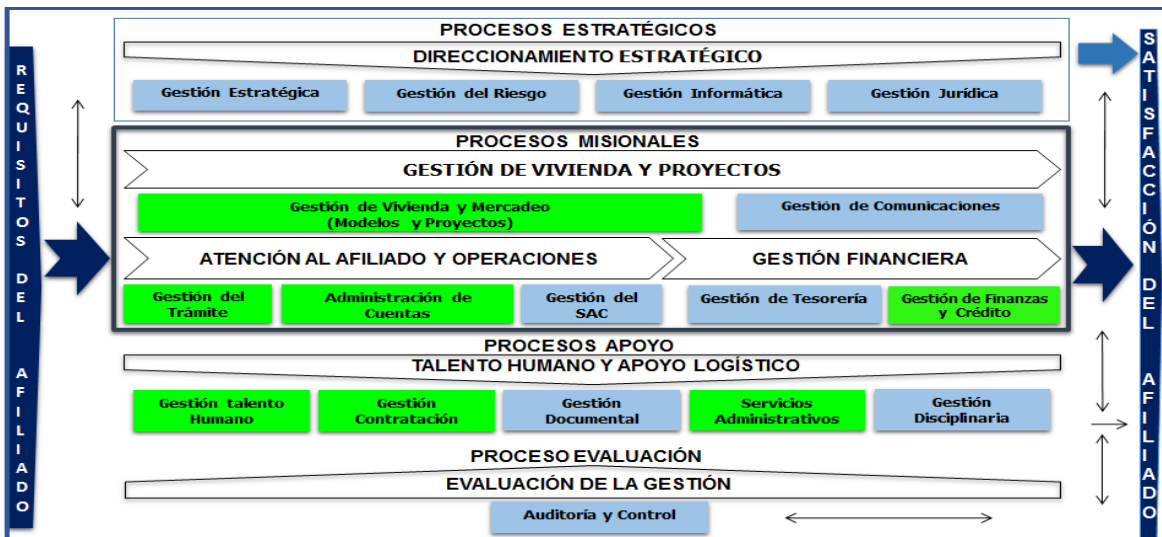 REQUISITOS DEL AFILIADO
PROCESOS ESTRATÉGICOS
DIRECCIONAMIENTO ESTRATÉGICO
Gestión Estratégica
Gestión del Riesgo
Gestión Informática
Gestión Jurídica
PROCESOS MISIONALES
GESTIÓN DE VIVIENDA Y PROYECTOS
Gestión de Vivienda y Mercadeo
(Modelos y Proyectos)
Gestión de Comunicaciones
ATENCIÓN AL AFILIADO Y OPERACIONES
GESTIÓN FINANCIERA
Gestión del
Trámite
Administración de
Cuentas
Gestión del
SAC
Gestión de Tesorería
Gestión de Finanzas
y Crédito
PROCESOS APOYO
TALENTO HUMANO Y APOYO LOGÍSTICO
Gestión talento
Humano
Gestión
Contratación
Gestión
Documental
Servicios
Administrativos
Gestión
Disciplinaria
PROCESO EVALUACIÓN
EVALUACIÓN DE LA GESTIÓN
Auditoría y Control
SATISFACCIÓN DEL AFILIADO